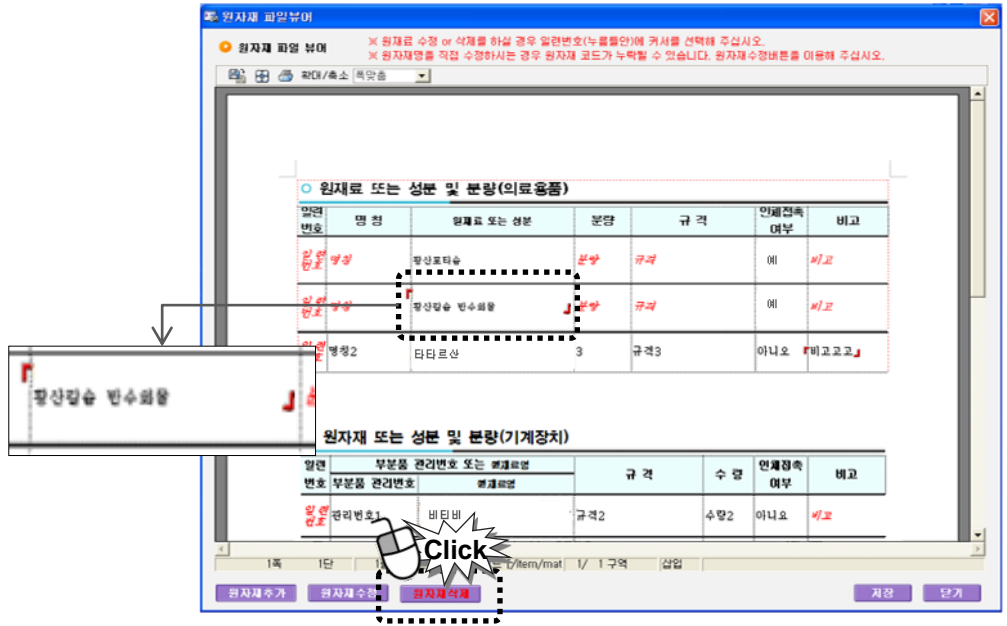 원자재 파일뷰어
원자재 파일 뷰어
※ 원재료 수정 or 삭제를 하실 경우 일련번호(누름틀안)에 커서를 선택해 주십시오.
※ 원자재명을 직접 수정하시는 경우 원자재 코드가 누락될 수 있습니다. 원자재수정버튼을 이용해 주십시오.
확대/축소 폭맞춤
원재료 또는 성분 및 분량(의료용품)
일련번호 명 칭 원재료 또는 성분 분량 규 격 인체접촉여부 비고
일련번호 명칭 황산포타슘 분량 규격 예 비고
일련번호 명칭 황산칼슘 반수화물 분량 규격 예 비고
명칭2 타타르산 3 규격3 아니오 비고고고
황산칼슘 반수화물
원자재 또는 성분 및 분량(기계장치)
일련번호 부분품 관리번호 또는 원재료명 규 격 수 량 인체접촉여부 비고
부분품 관리번호 원재료명
일련번호 관리번호1 비티비 규격2 수량2 아니오 비고
Click
1쪽 1단 /item/mat 1/ 1 구역 삽입
원자재추가 원자재수정 원자재삭제 저장 닫기